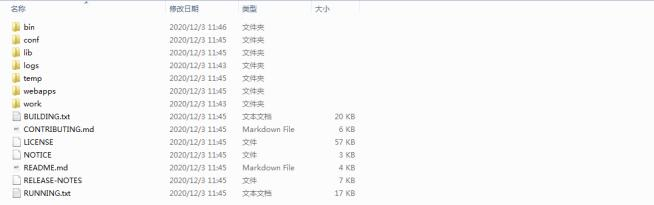 名称 修改日期 类型 大小
bin 2020/12/3 11:46 文件夹
conf 2020/12/3 11:45 文件夹
lib 2020/12/3 11:45 文件夹
logs 2020/12/3 11:43 文件夹
temp 2020/12/3 11:45 文件夹
webapps 2020/12/3 11:45 文件夹
work 2020/12/3 11:43 文件夹
BUILDING.txt 2020/12/3 11:45 文本文档 20 KB
CONTRIBUTING.md 2020/12/3 11:45 Markdown File 6 KB
LICENSE 2020/12/3 11:45 文件 57 KB
NOTICE 2020/12/3 11:45 文件 3 KB
README.md 2020/12/3 11:45 Markdown File 4 KB
RELEASE-NOTES 2020/12/3 11:45 文件 7 KB
RUNNING.txt 2020/12/3 11:45 文本文档 17 KB